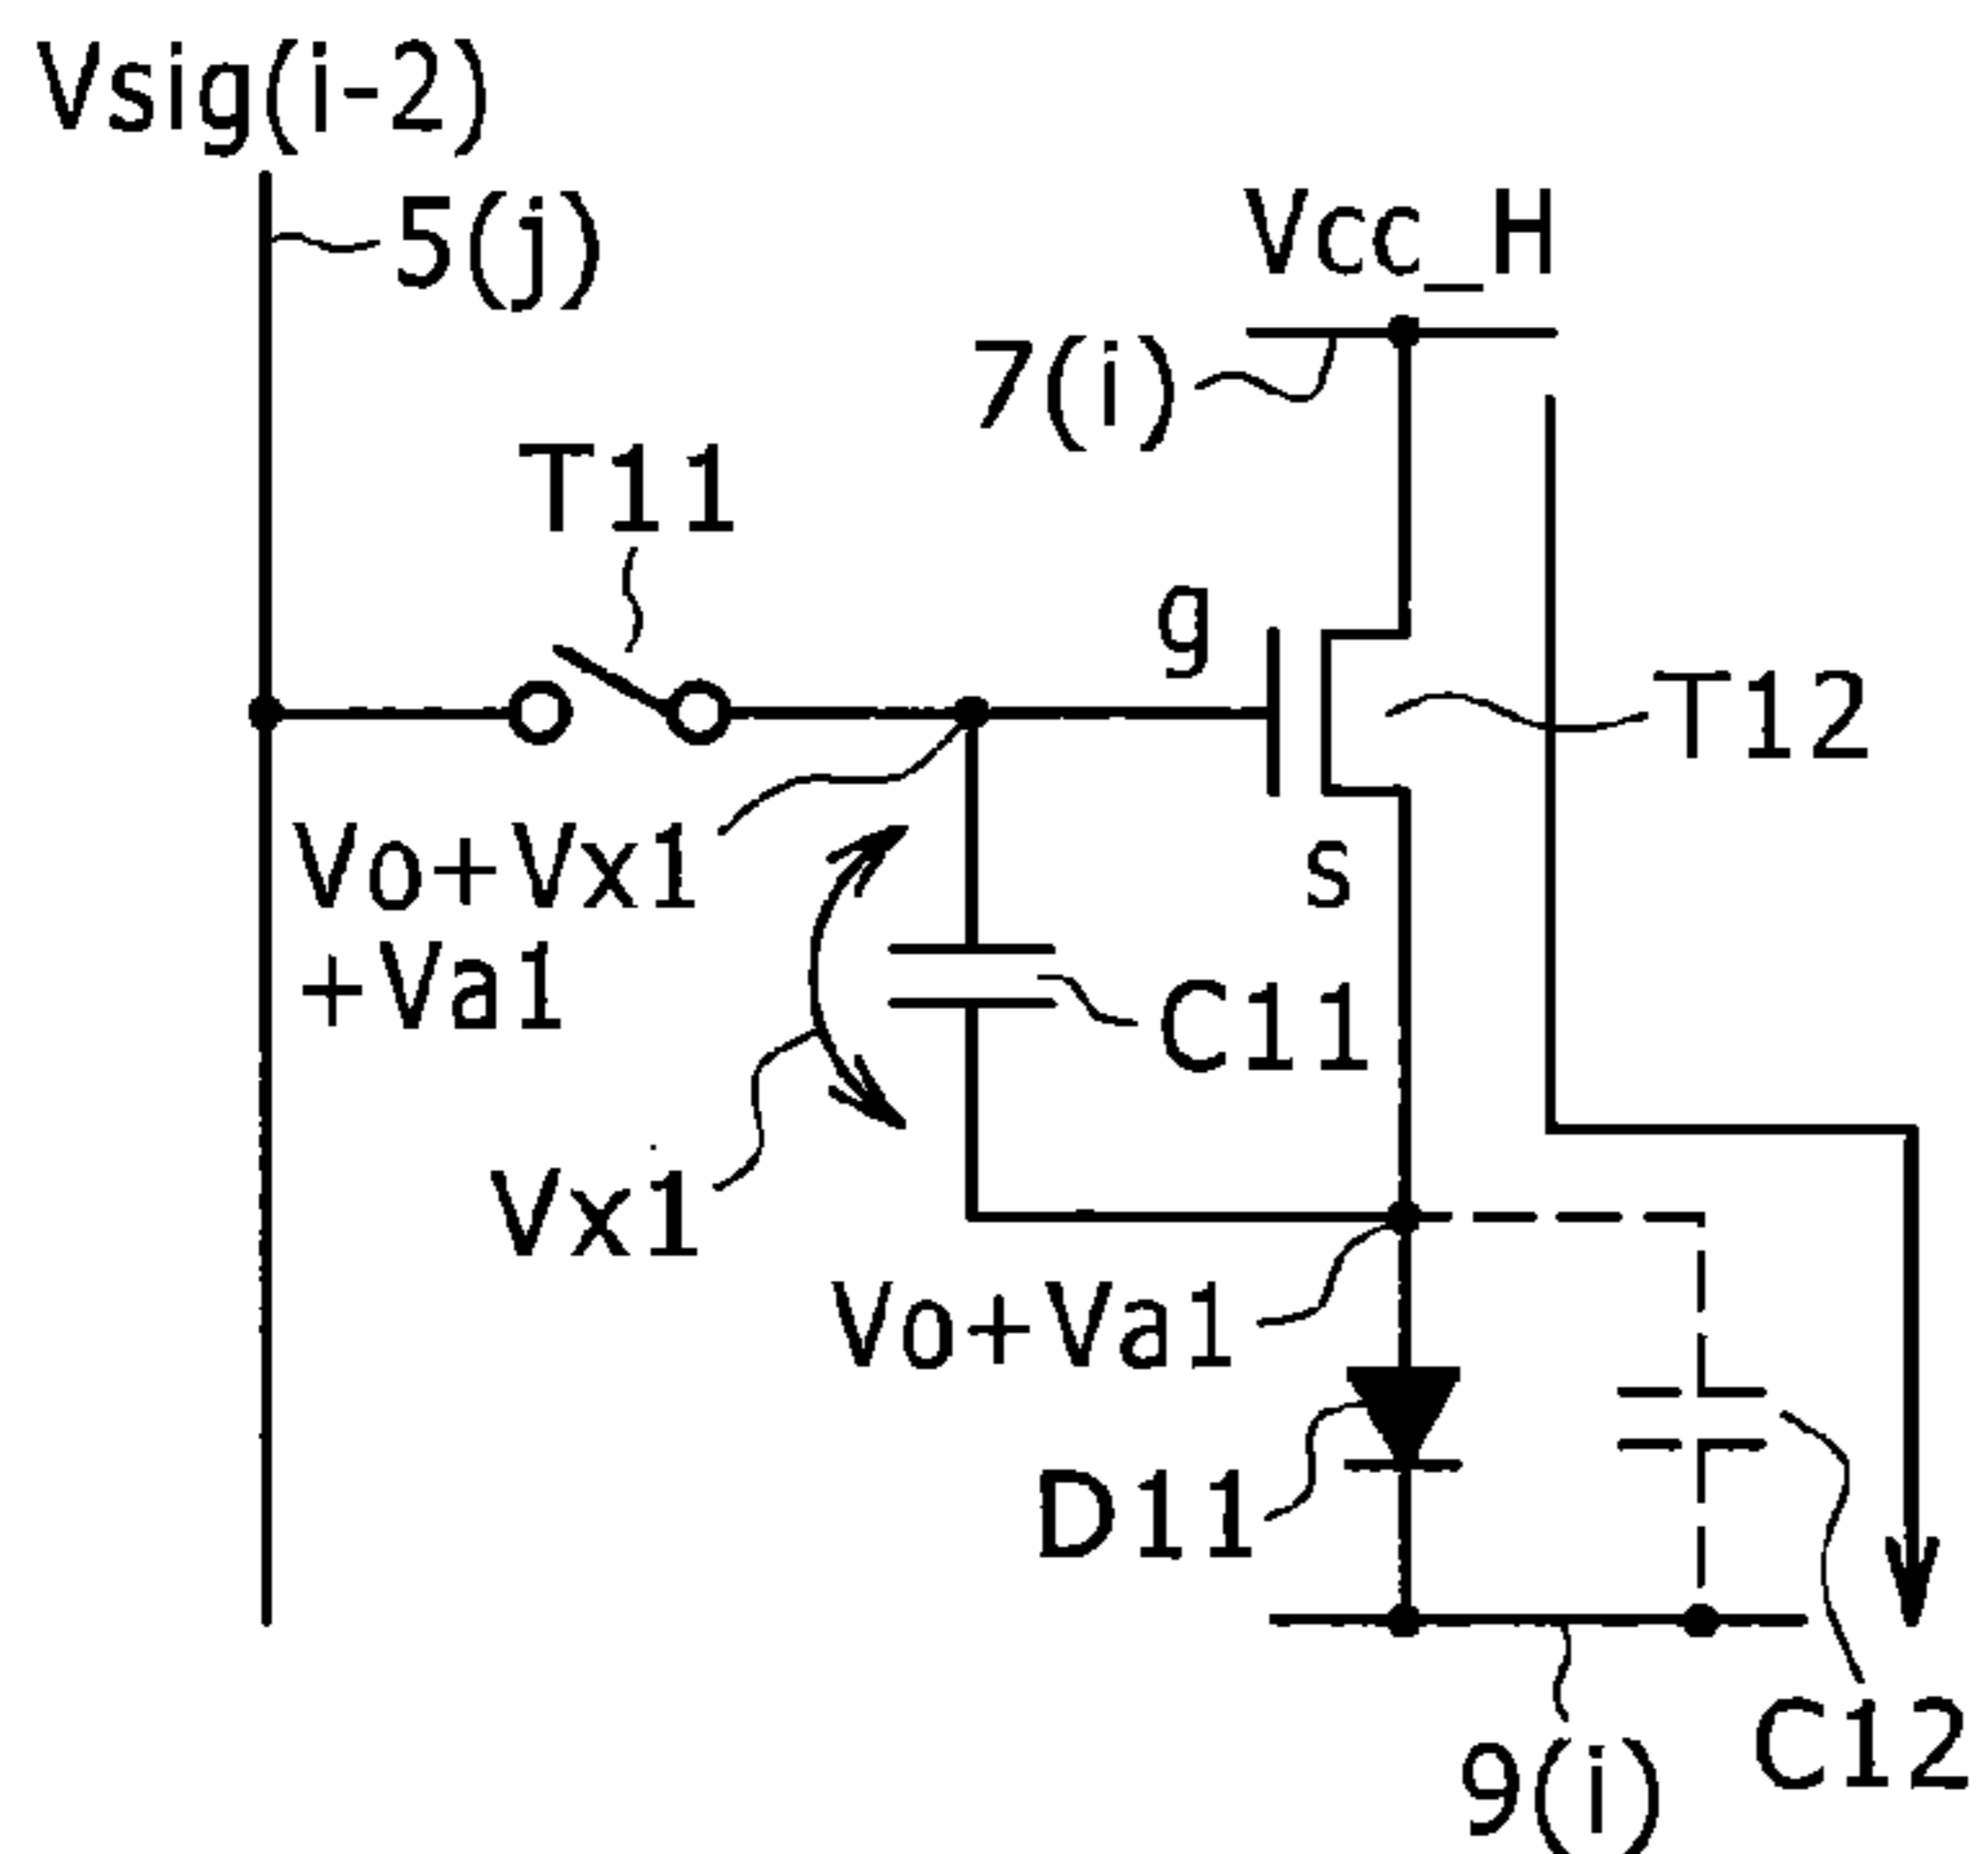 Vsig(i-2)
5(j)
Vcc_H
7(i)
T11
g
T12
Vo+Vx1
+Va1
s
C11
Vx1
Vo+Va1
D11
C12
9(i)